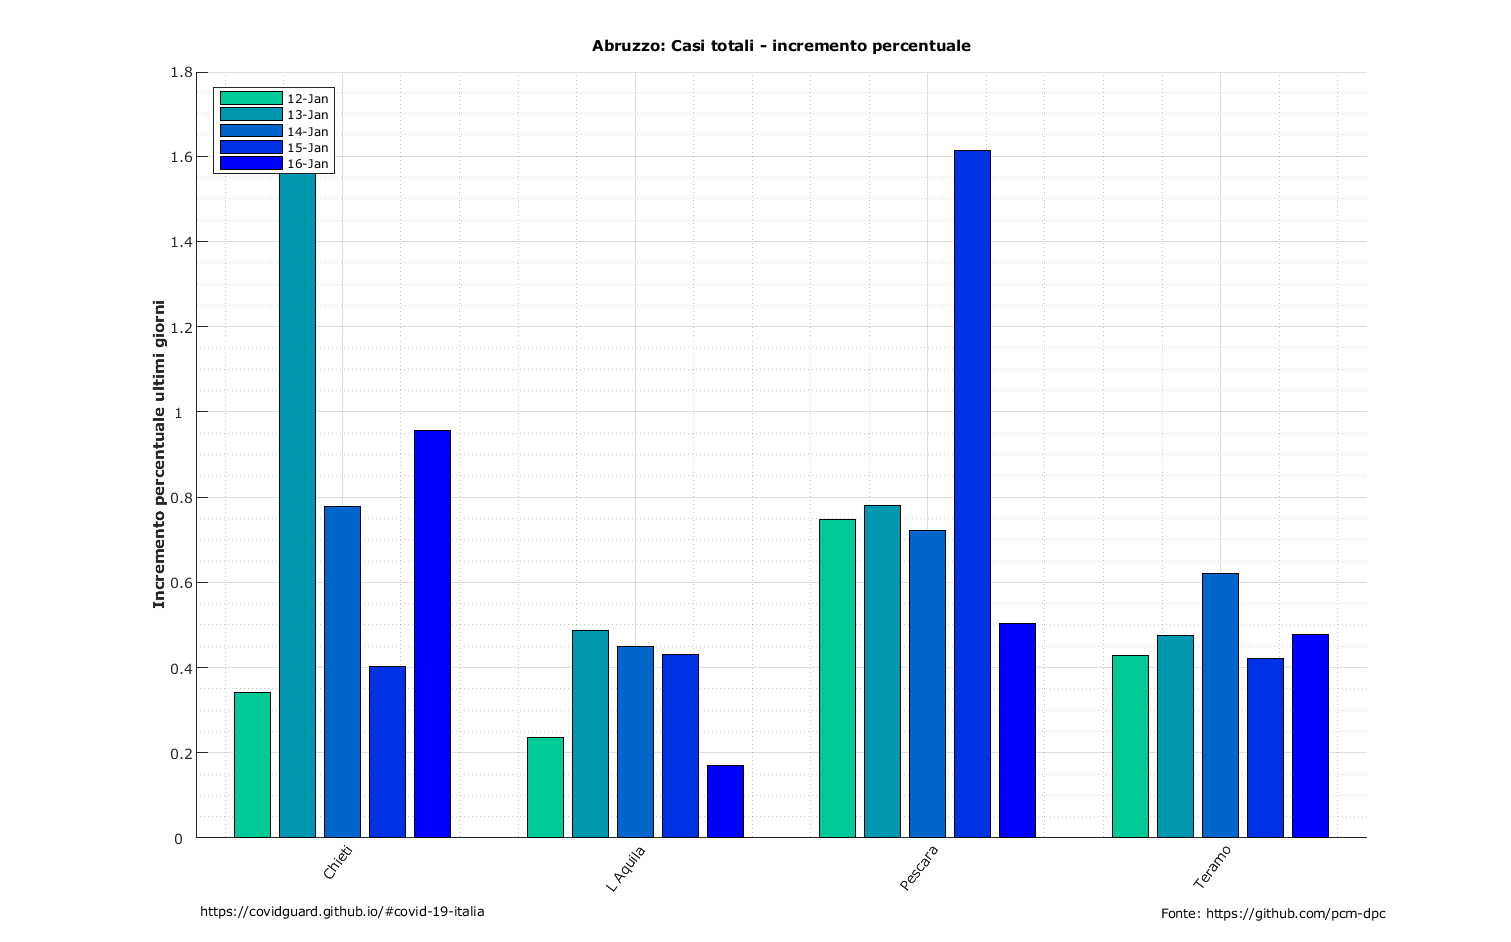 Abruzzo: Casi totali - incremento percentuale
1.8
1.6
1.4
1.2
1
0.8
0.6
0.4
0.2
0
Incremento percentuale ultimi giorni
12-Jan
13-Jan
14-Jan
15-Jan
16-Jan
Chieti
L Aquila
Pescara
Teramo
https://covidguard.github.io/#covid-19-italia
Fonte: https://github.com/pcm-dpc